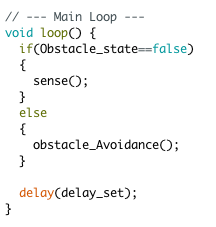 // --- Main Loop ---
void loop() {
  if(Obstacle_state==false)
  {
    sense();
  }
  else
  {
    obstacle_Avoidance();
  }

  delay(delay_set);
}